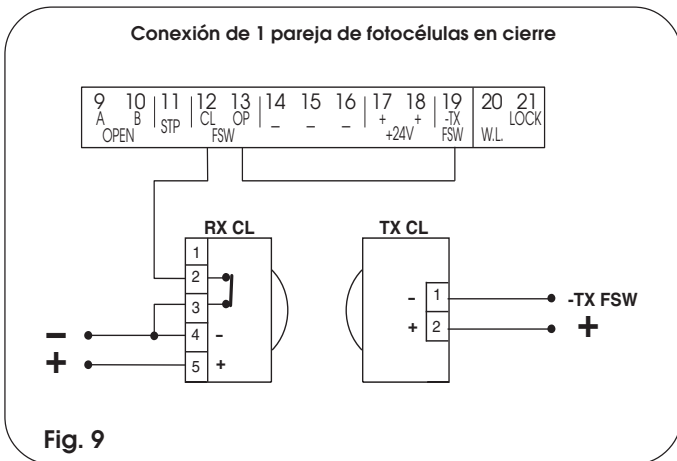 Conexión de 1 pareja de fotocélulas en cierre
9 10 11 12 13 14 15 16 17 18 19 20 21
A B STP CL OP _ _ _ + + -TX LOCK
OPEN FSW +24V FSW W.L.
RX CL TX CL
1
2
3
4 -
5 +
- 1
+ 2
-TX FSW
+
-
+
Fig. 9